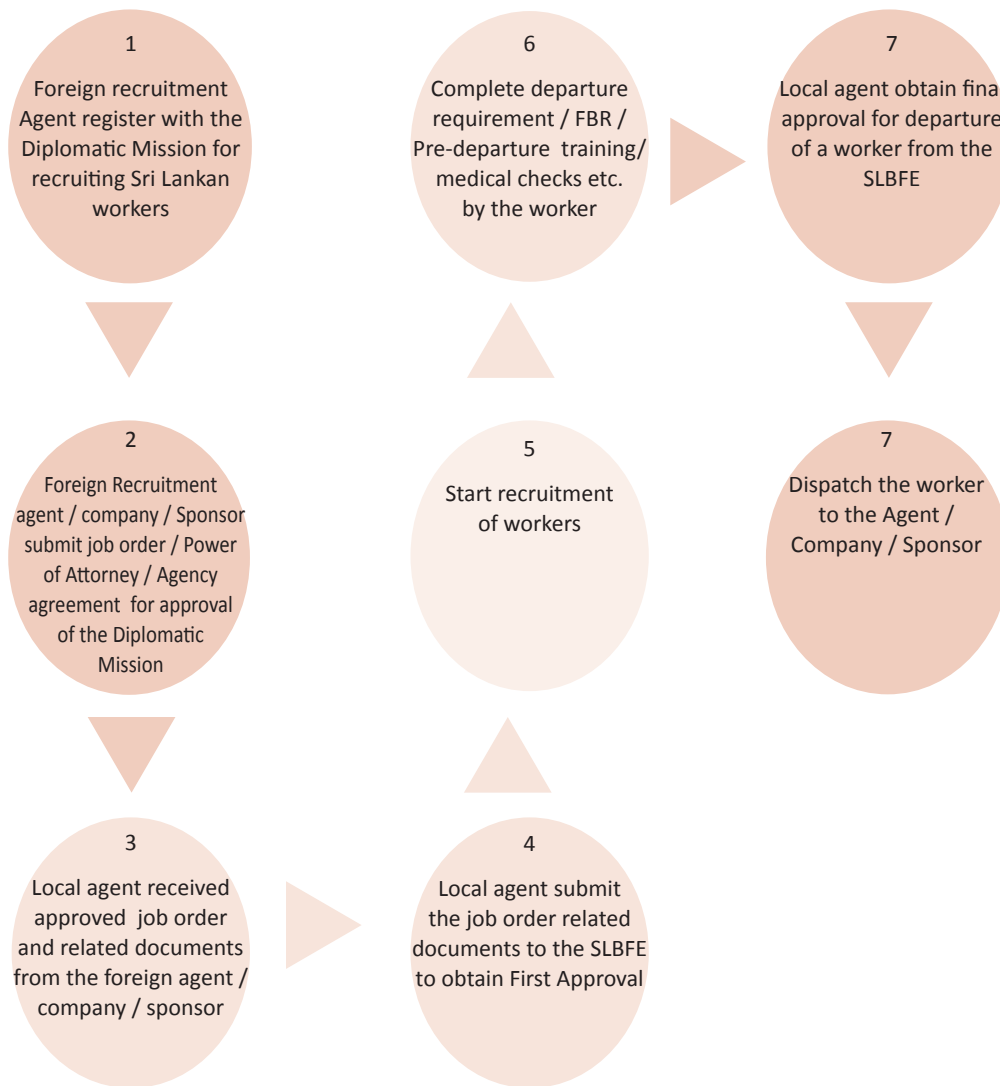 1
Foreign recruitment
Agent register with the
Diplomatic Mission for
recruiting Sri Lankan
workers
2
Foreign Recruitment
agent / company / Sponsor
submit job order / Power
of Attorney / Agency
agreement for approval
of the Diplomatic
Mission
3
Local agent received
approved job order
and related documents
from the foreign agent /
company / sponsor
4
Local agent submit
the job order related
documents to the SLBFE
to obtain First Approval
5
Start recruitment
of workers
6
Complete departure
requirement / FBR /
Pre-departure training/
medical checks etc.
by the worker
7
Local agent obtain fina
approval for departure
of a worker from the
SLBFE
7
Dispatch the worker
to the Agent /
Company / Sponsor